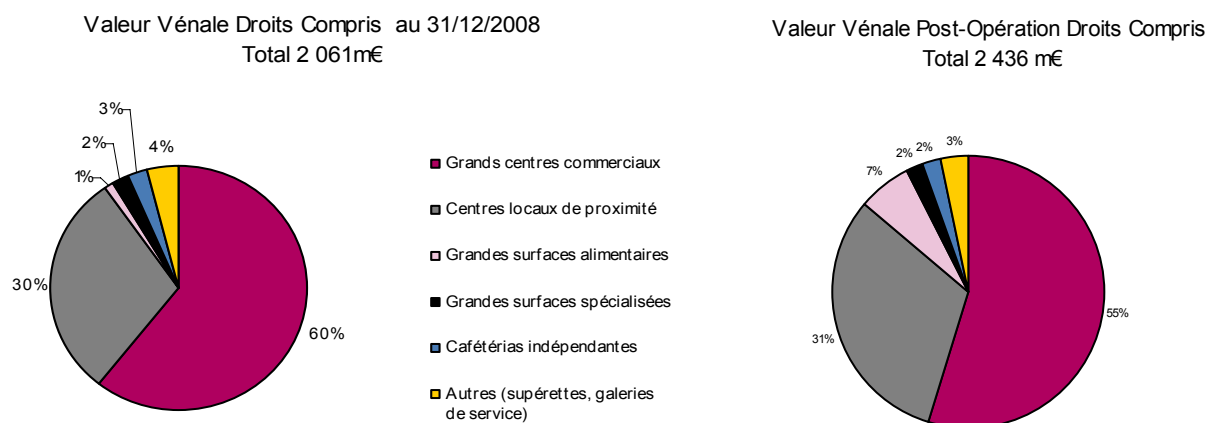 Valeur Vénale Droits Compris au 31/12/2008
Total 2 061m€
3%
2%
4%
1%
30%
60%
Grands centres commerciaux
Centres locaux de proximité
Grandes surfaces alimentaires
Grandes surfaces spécialisées
Cafétérias indépendantes
Autres (supérettes, galeries
de service)
Valeur Vénale Post-Opération Droits Compris
Total 2 436 m€
2%
2%
3%
7%
31%
55%